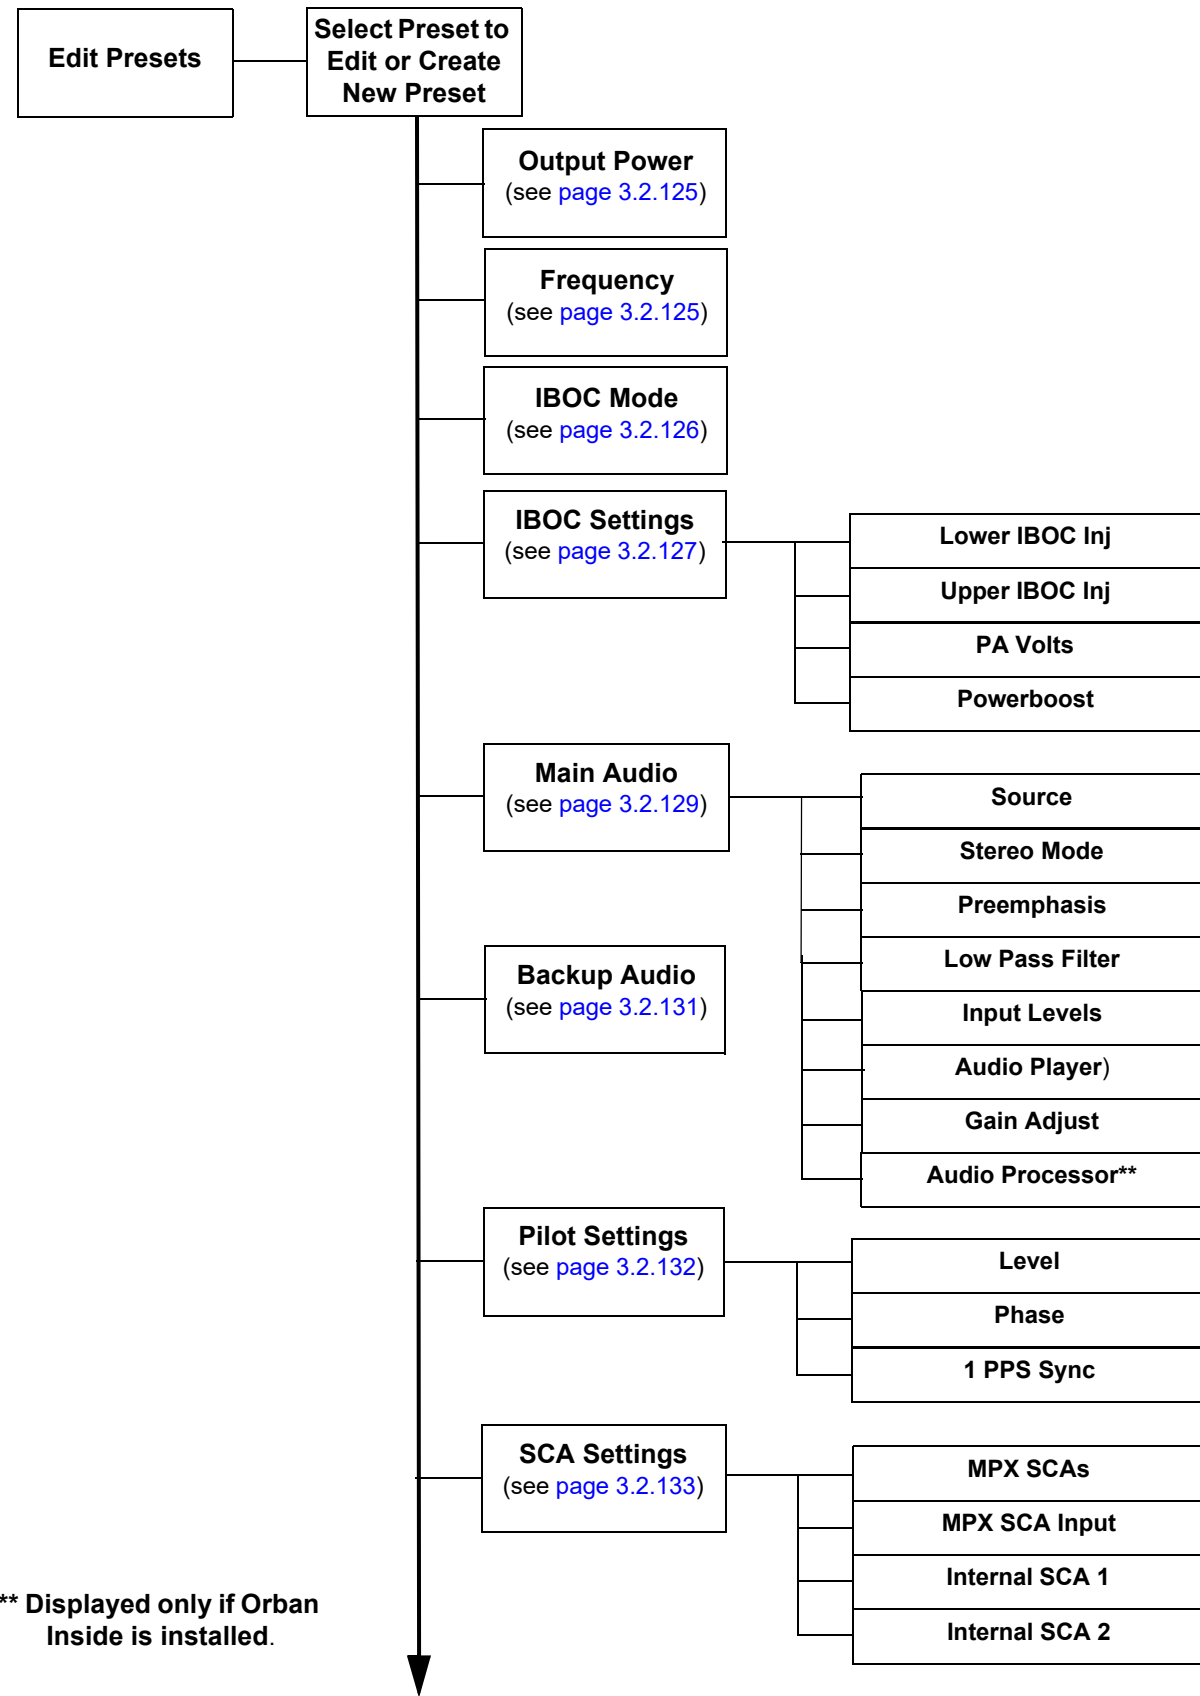 Edit Presets
Select Preset to
Edit or Create
New Preset
Output Power
(see page 3.2.125)
Frequency
(see page 3.2.125)
IBOC Mode
(see page 3.2.126)
IBOC Settings
(see page 3.2.127)
Lower IBOC Inj
Upper IBOC Inj
PA Volts
Powerboost
Main Audio
(see page 3.2.129)
Source
Stereo Mode
Preemphasis
Low Pass Filter
Input Levels
Audio Player)
Gain Adjust
Audio Processor**
Backup Audio
(see page 3.2.131)
Pilot Settings
(see page 3.2.132)
Level
Phase
1 PPS Sync
SCA Settings
(see page 3.2.133)
MPX SCAs
MPX SCA Input
Internal SCA 1
Internal SCA 2
** Displayed only if Orban
Inside is installed.